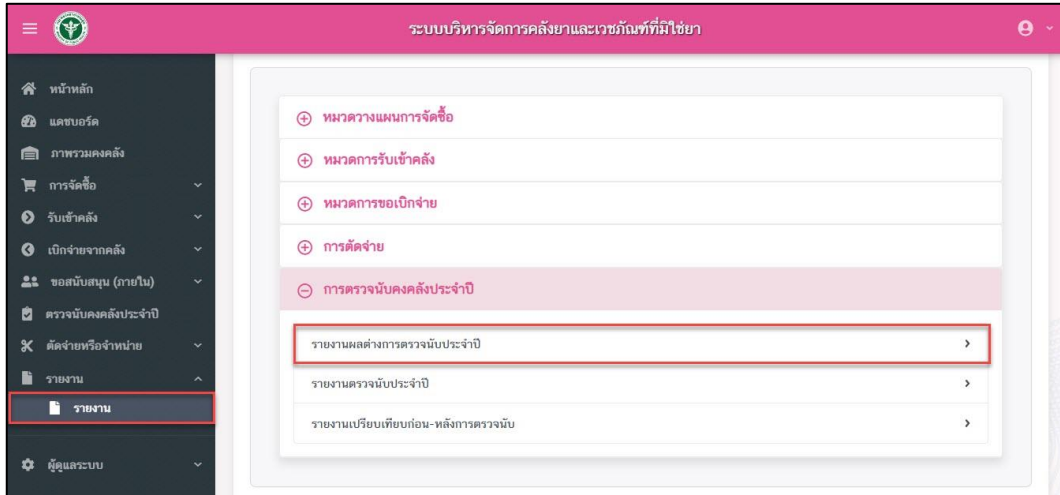 ระบบบริหารจัดการคลังยาและเวชภัณฑ์ที่มิใช่ยา
หน้าหลัก
แดชบอร์ด
ภาพรวมคงคลัง
การจัดซื้อ
รับเข้าคลัง
เบิกจ่ายจากคลัง
ขอสนับสนุน (ภายใน)
ตรวจนับคงคลังประจำปี
ตัดจ่ายหรือจำหน่าย
รายงาน
รายงาน
ผู้ดูแลระบบ
หมวดวางแผนการจัดซื้อ
หมวดการรับเข้าคลัง
หมวดการขอเบิกจ่าย
การตัดจ่าย
การตรวจนับคงคลังประจำปี
รายงานผลต่างการตรวจนับประจำปี
รายงานตรวจนับประจำปี
รายงานเปรียบเทียบก่อน-หลังการตรวจนับ